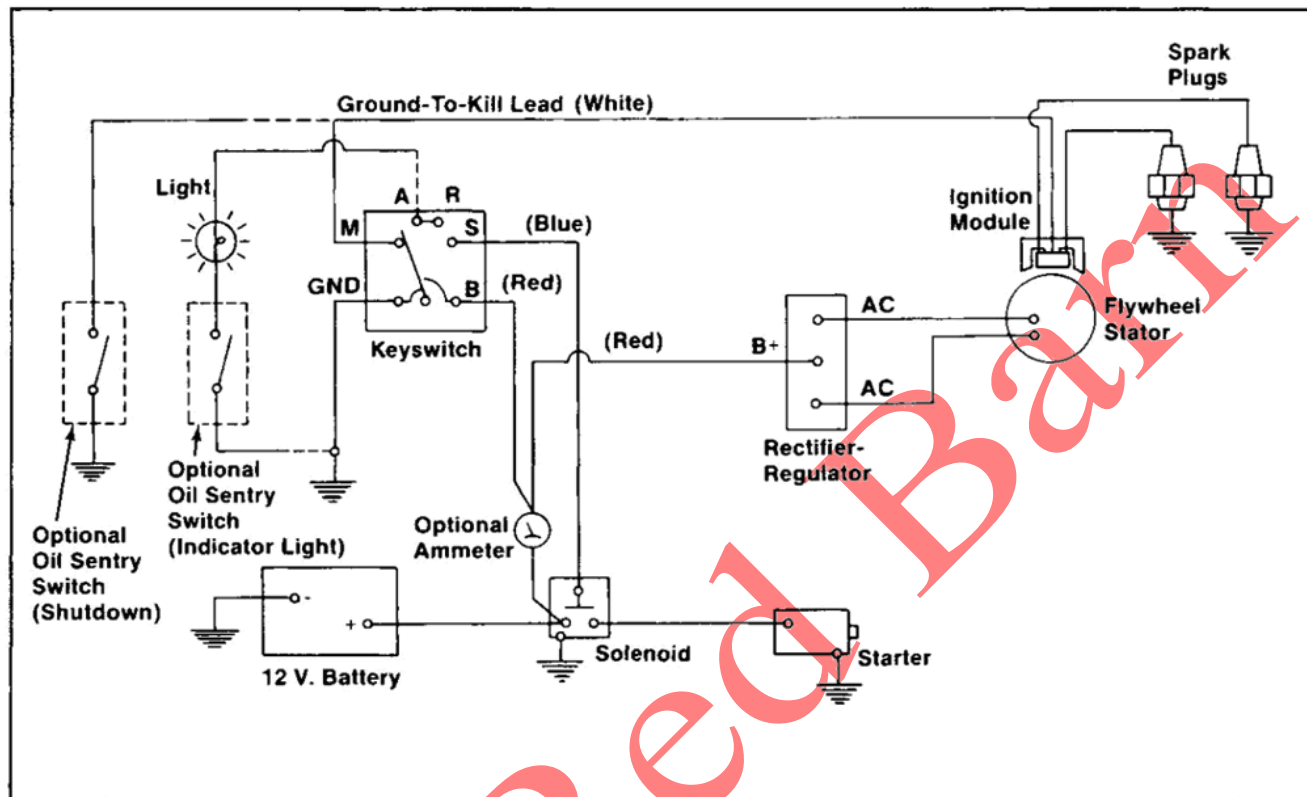 Spark
Plugs
Ground-To-Kill Lead (White)
Light
A
R
M
S
(Blue)
Ignition
Module
GND
B
(Red)
Keyswitch
(Red)
B+
AC
AC
Flywheel
Stator
Rectifier-
Regulator
Optional
Oil Sentry
Switch
(Indicator Light)
Optional
Oil Sentry
Switch
(Shutdown)
Optional
Ammeter
-
+
12 V. Battery
Solenoid
Starter
ed Barn